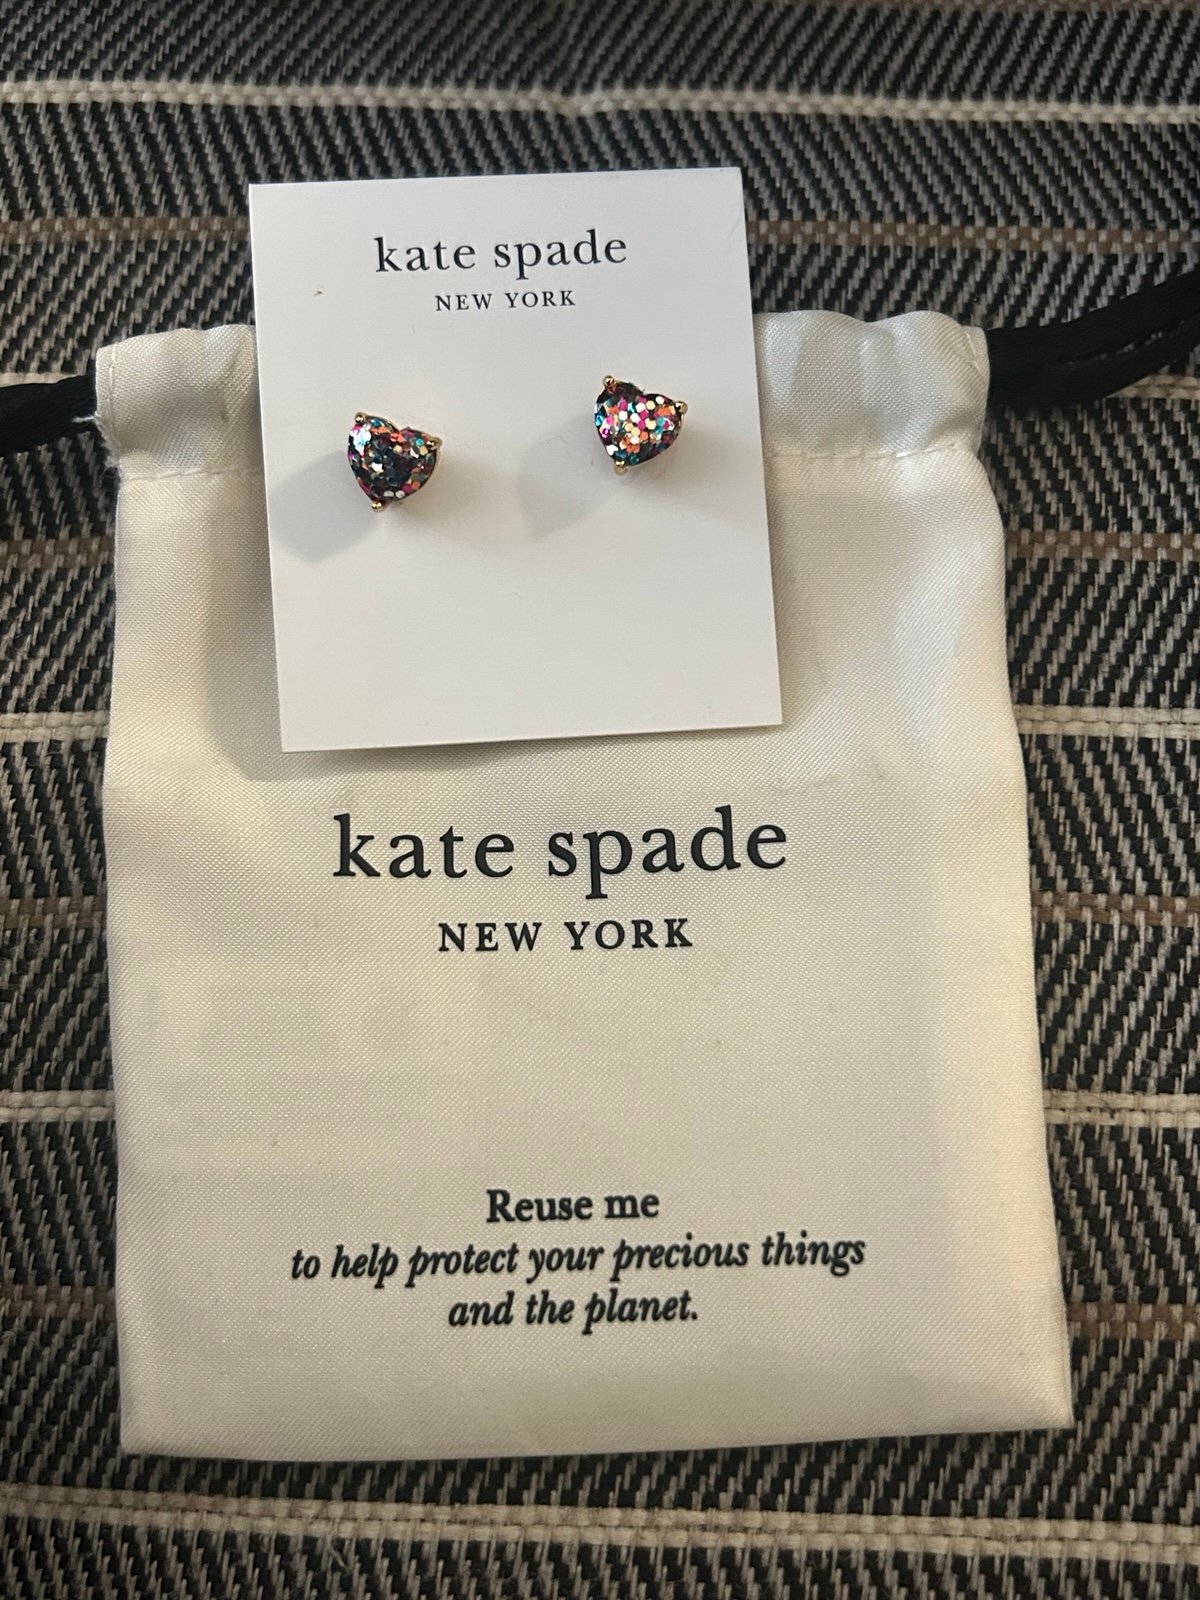 kate spade
NEW YORK
kate spade
NEW YORK
Reuse me
to help protect your precious things
and the planet.